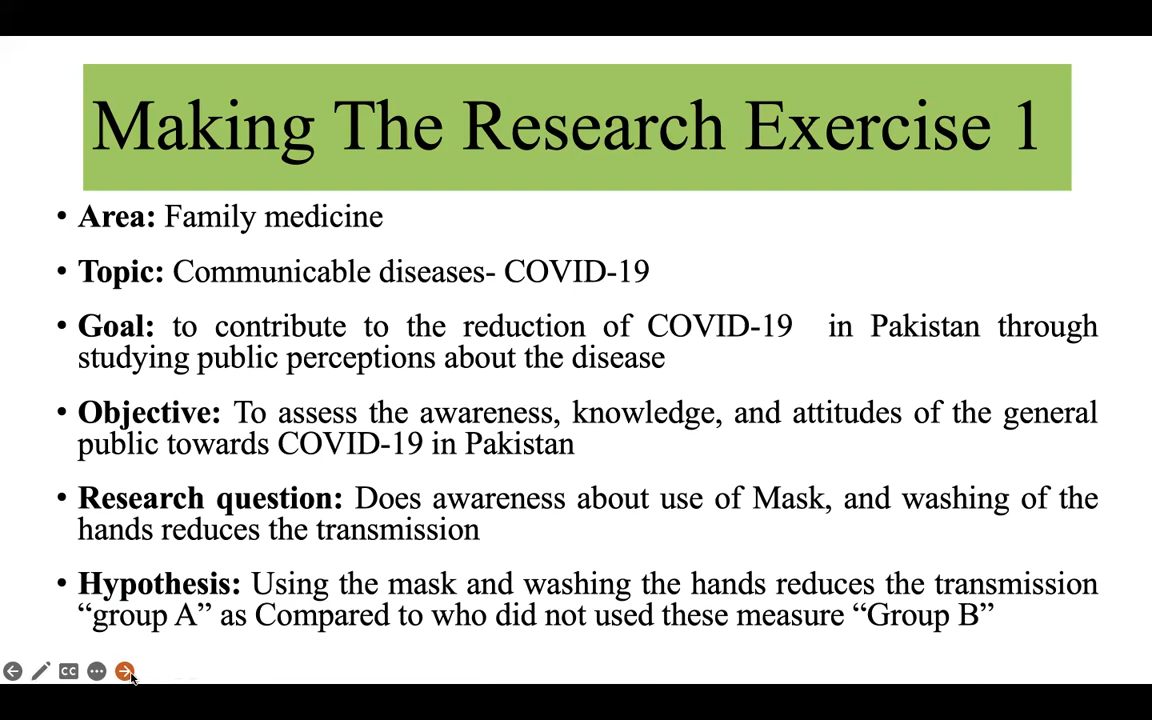 Making The Research Exercise 1
• Area: Family medicine
• Topic: Communicable diseases- COVID-19
• Goal: to contribute to the reduction of COVID-19 in Pakistan through
studying public perceptions about the disease
• Objective: To assess the awareness, knowledge, and attitudes of the general
public towards COVID-19 in Pakistan
• Research question: Does awareness about use of Mask, and washing of the
hands reduces the transmission
• Hypothesis: Using the mask and washing the hands reduces the transmission
“group A” as Compared to who did not used these measure “Group B”
CC